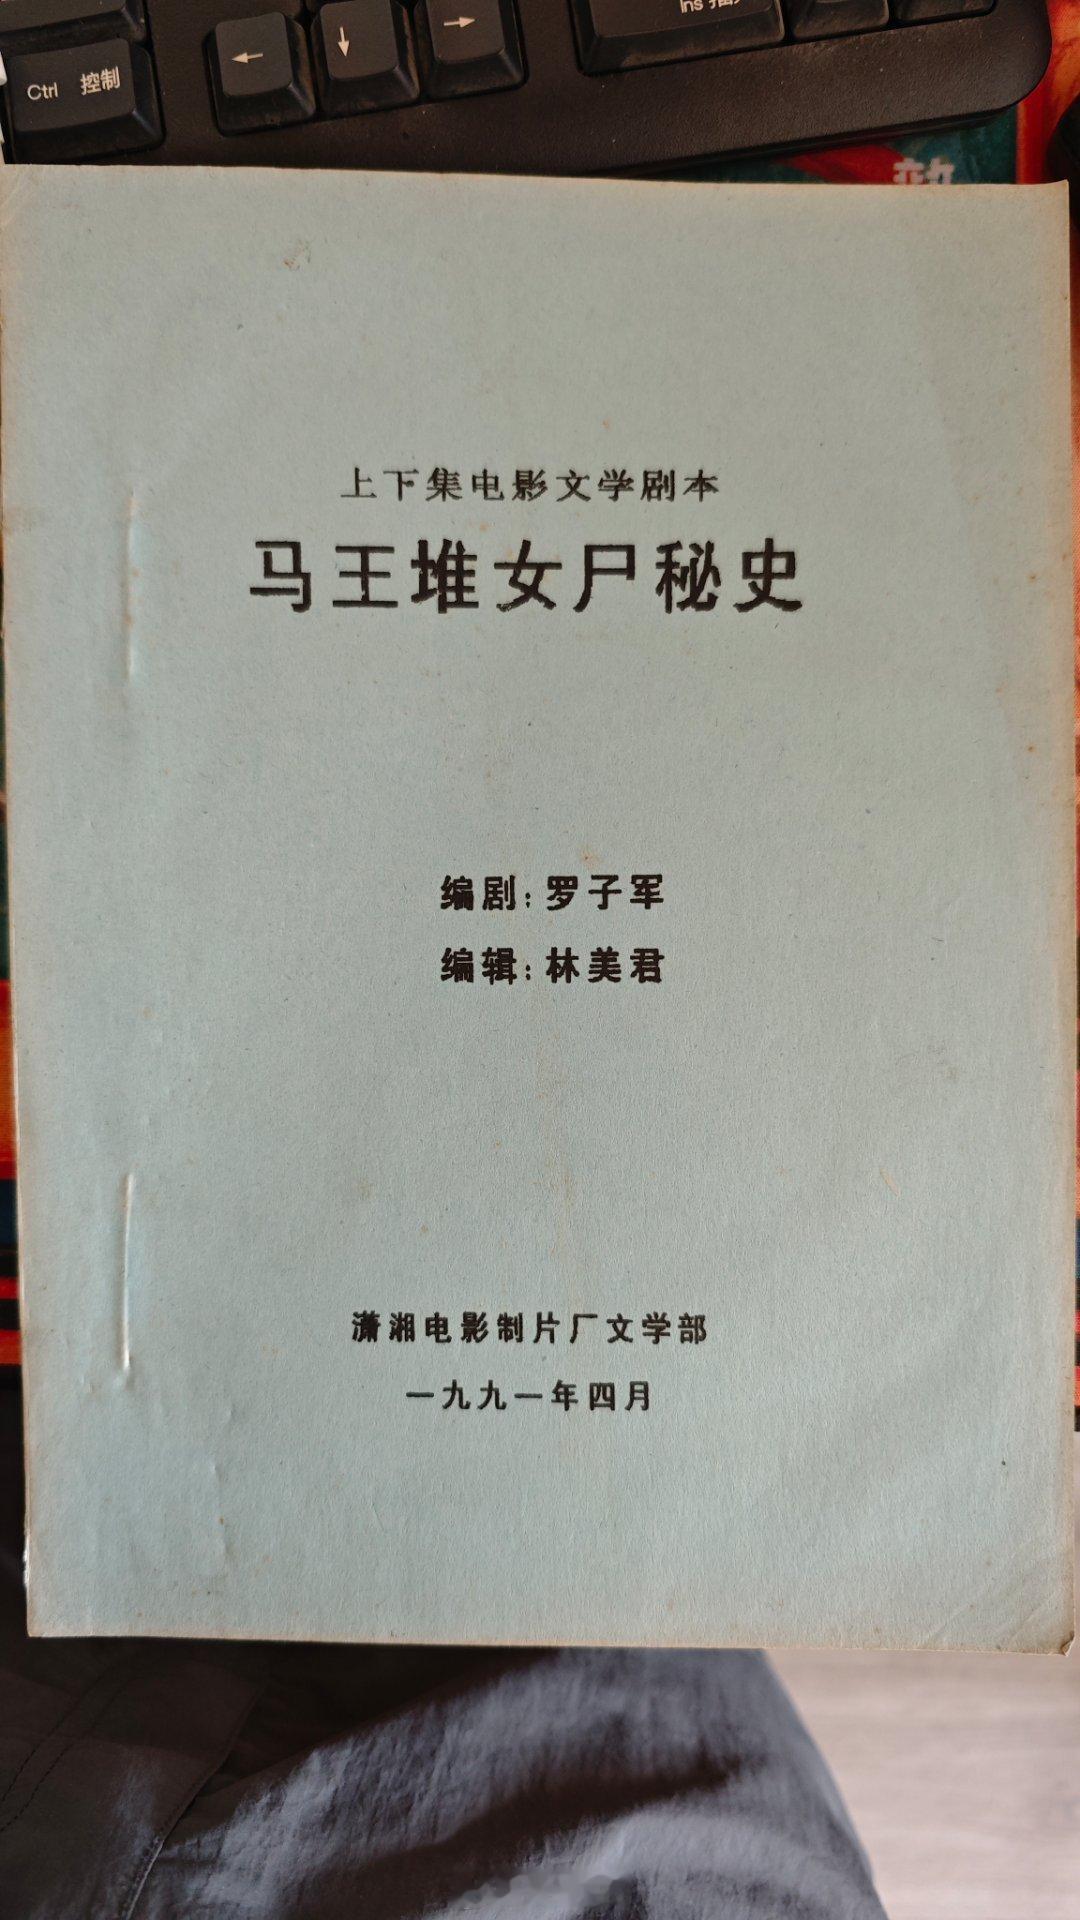 Ctrl 控制
←
↓
→
Ins
上下集电影文学剧本
马王堆女尸秘史
编剧：罗子军
编辑：林美君
潇湘电影制片厂文学部
一九九一年四月